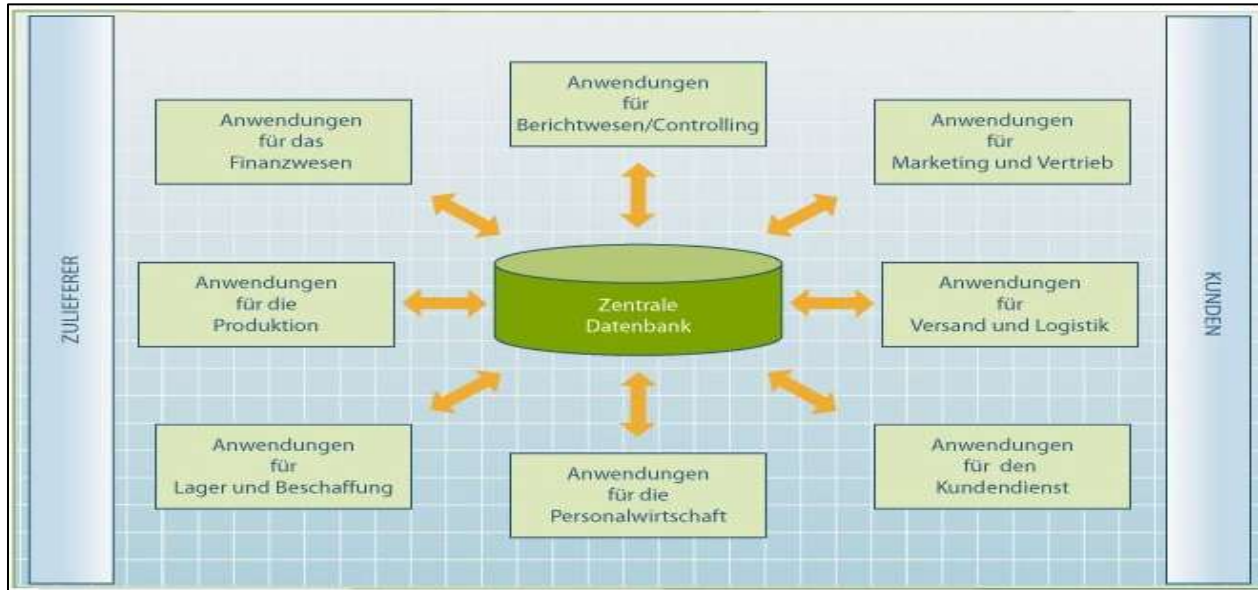 ZULIEFERER
Anwendungen
für das
Finanzwesen
Anwendungen
für
Berichtwesen/Controlling
Anwendungen
für
Marketing und Vertrieb
Anwendungen
für die
Produktion
Zentrale
Datenbank
Anwendungen
für
Versand und Logistik
Anwendungen
für
Lager und Beschaffung
Anwendungen
für die
Personalwirtschaft
Anwendungen
für den
Kundendienst
KUNDEN